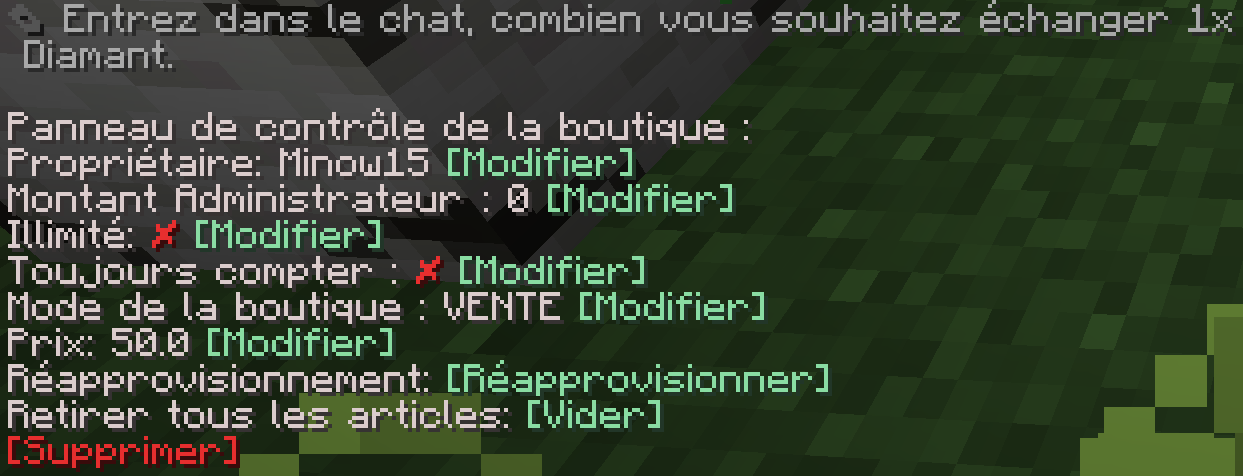 Entrez dans le chat, combien vous souhaitez échanger 1x
Diamant.
Panneau de contrôle de la boutique :
Propriétaire: Minow15 [Modifier]
Montant Administrateur : 0 [Modifier]
Illimité: ✘ [Modifier]
Toujours compter : ✘ [Modifier]
Mode de la boutique : VENTE [Modifier]
Prix: 50.0 [Modifier]
Réapprovisionnement: [Réapprovisionner]
Retirer tous les articles: [Vider]
[Supprimer]